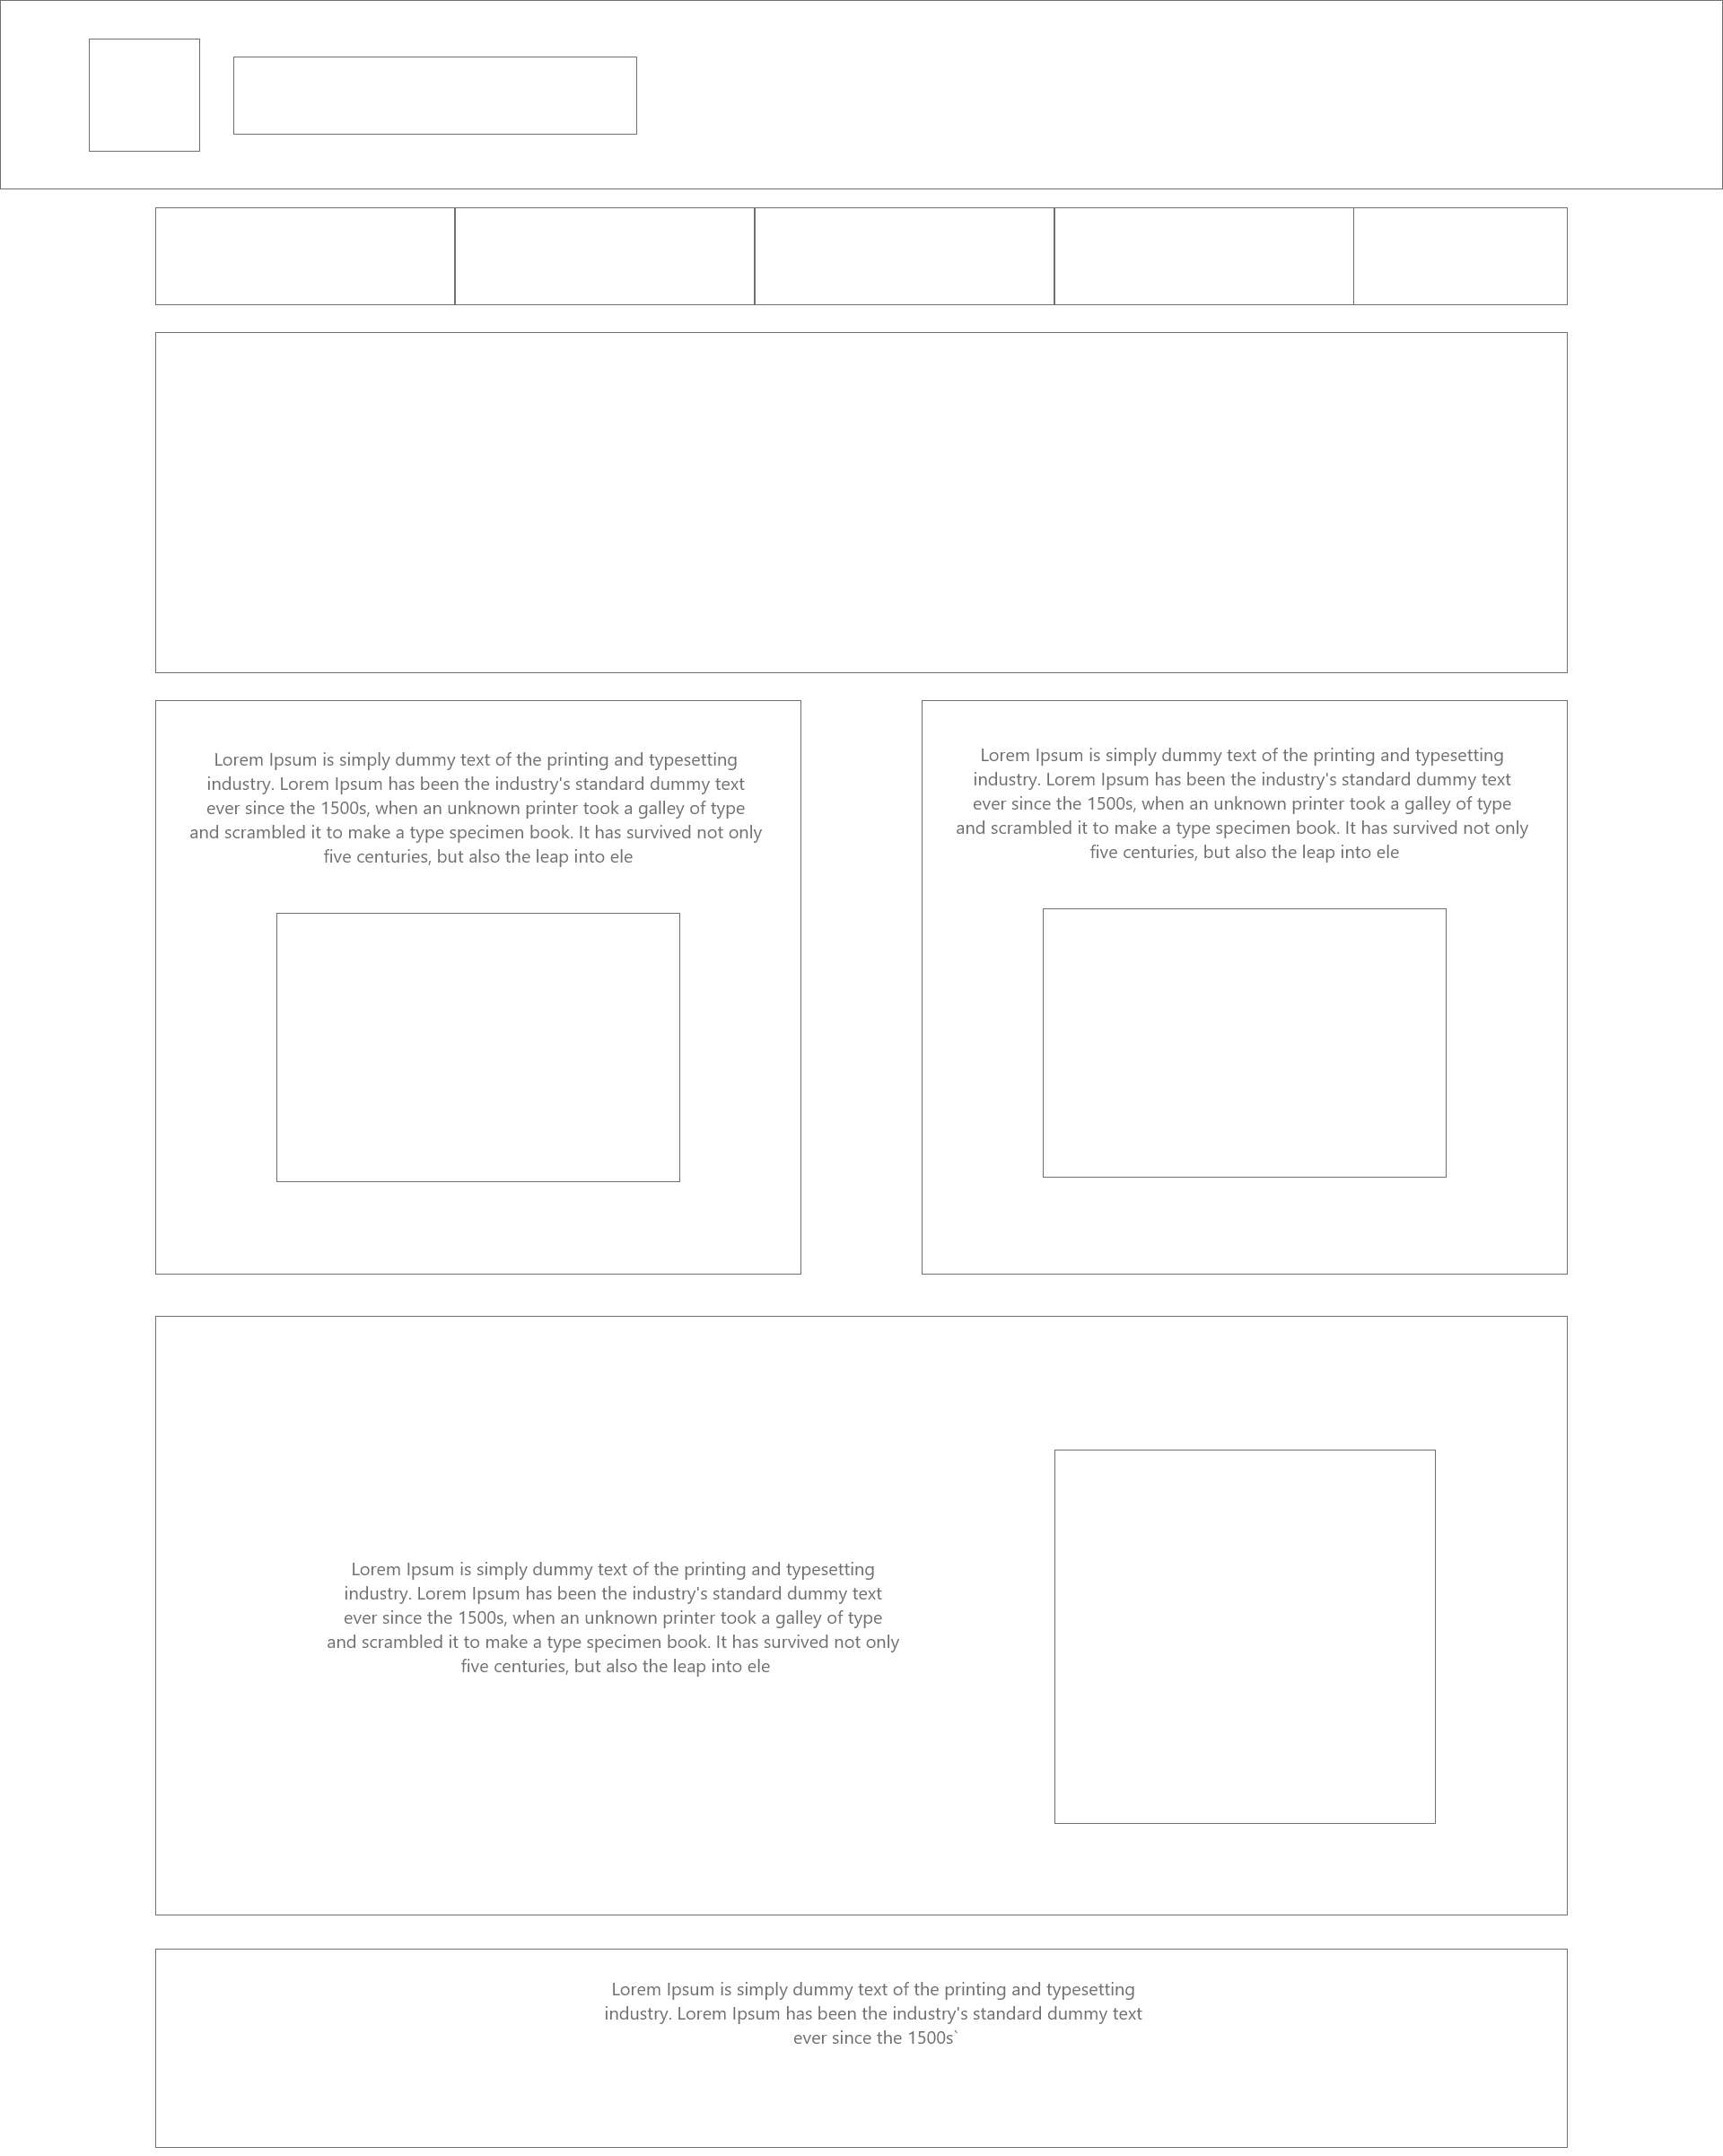 Lorem Ipsum is simply dummy text of the printing and typesetting
industry. Lorem Ipsum has been the industry's standard dummy text
ever since the 1500s, when an unknown printer took a galley of type
and scrambled it to make a type specimen book. It has survived not only
five centuries, but also the leap into ele
Lorem Ipsum is simply dummy text of the printing and typesetting
industry. Lorem Ipsum has been the industry's standard dummy text
ever since the 1500s, when an unknown printer took a galley of type
and scrambled it to make a type specimen book. It has survived not only
five centuries, but also the leap into ele
Lorem Ipsum is simply dummy text of the printing and typesetting
industry. Lorem Ipsum has been the industry's standard dummy text
ever since the 1500s, when an unknown printer took a galley of type
and scrambled it to make a type specimen book. It has survived not only
five centuries, but also the leap into ele
Lorem Ipsum is simply dummy text of the printing and typesetting
industry. Lorem Ipsum has been the industry's standard dummy text
ever since the 1500s`